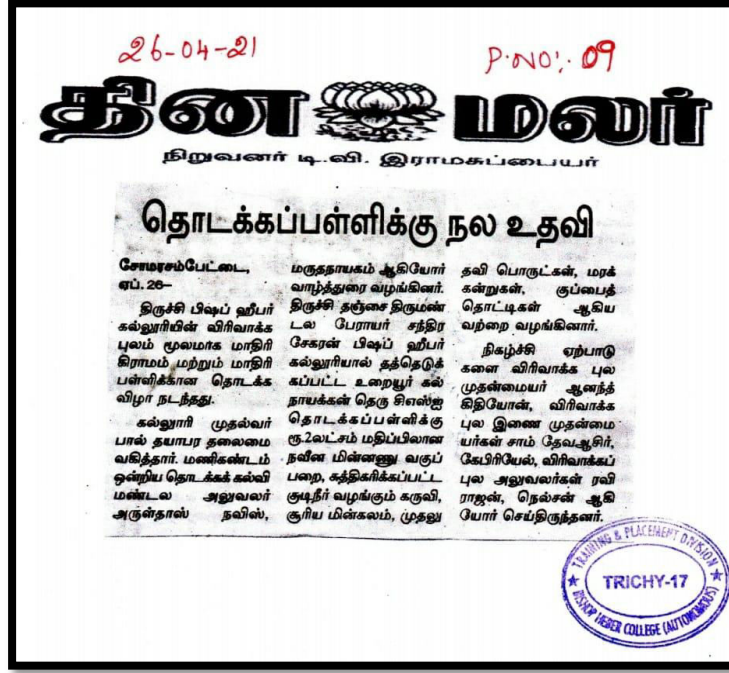 26-04-21
P.NO:. 09
தின மலர்
நிறுவனர் டி.வி. இராமசுப்பையர்
தொடக்கப்பள்ளிக்கு நல உதவி
சோமரசம்பேட்டை,
ஏப். 26–
திருச்சி பிஷப் ஹீபர்
கல்லூரியின் விரிவாக்க
புலம் மூலமாக மாதிரி
கிராமம் மற்றும் மாதிரி
பள்ளிக்கான தொடக்க
விழா நடந்தது.
கல்லூரி முதல்வர்
பால் தயாபர தலைமை
வகித்தார். மணிகண்டம்
ஒன்றிய தொடக்கக் கல்வி
மண்டல அலுவலர்
அருள்தாஸ் நவிஸ்,
மருதநாயகம் ஆகியோர்
வாழ்த்துரை வழங்கினர்.
திருச்சி தஞ்சை திருமண்
டல பேராயர் சந்திர
சேகரன் பிஷப் ஹீபர்
கல்லூரியால் தத்தெடுக்
கப்பட்ட உறையூர் கல்
நாயக்கன் தெரு சிஎஸ்ஐ
தொடக்கப்பள்ளிக்கு
ரூ.2லட்சம் மதிப்பிலான
நவீன மின்னணு வகுப்
பறை, சுத்திகரிக்கப்பட்ட
குடிநீர் வழங்கும் கருவி,
சூரிய மின்கலம், முதலு
தவி பொருட்கள், மரக்
கன்றுகள், குப்பைத்
தொட்டிகள் ஆகிய
வற்றை வழங்கினார்.
நிகழ்ச்சி ஏற்பாடு
களை விரிவாக்க புல
முதன்மையர் ஆனந்த்
கிதியோன், விரிவாக்க
புல இணை முதன்மை
யர்கள் சாம் தேவஆசிர்,
கேபிரியேல், விரிவாக்கப்
புல அலுவலர்கள் ரவி
ராஜன், நெல்சன் ஆகி
யோர் செய்திருந்தனர்.
TRAINING & PLACEMENT DIVISION
TRICHY-17
BISHOP HEBER COLLEGE (AUTONOMOUS)